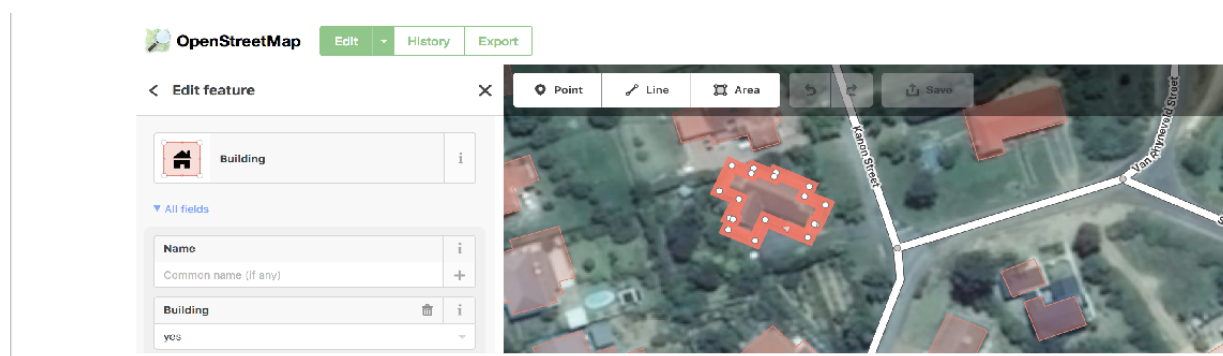 OpenStreetMap Edit History Export
Edit feature
Point Line Area Save
Building
All fields
Name
Common name (if any)
Building
yes
Kanon Street
Van Rhyneveld Street